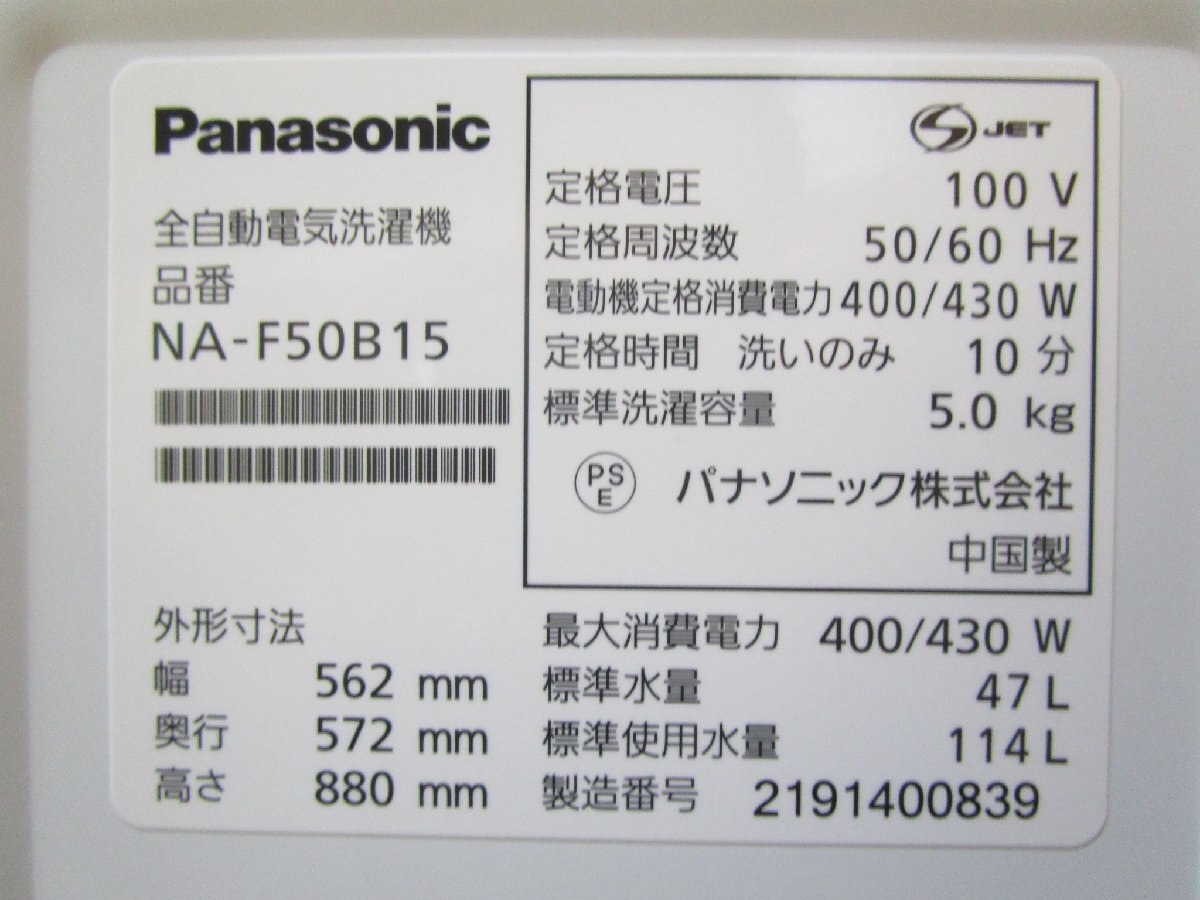 Panasonic
全自動電気洗濯機
品番
NA-F50B15
JET
定格電圧 100 V
定格周波数 50/60 Hz
電動機定格消費電力 400/430 W
定格時間 洗いのみ 10 分
標準洗濯容量 5.0 kg
PS
E
パナソニック株式会社
中国製
外形寸法
幅 562 mm
奥行 572 mm
高さ 880 mm
最大消費電力 400/430 W
標準水量 47 L
標準使用水量 114 L
製造番号 2191400839